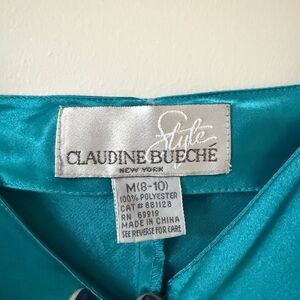 Style
CLAUDINE BUECHÉ
NEW YORK
M(8-10)
100% POLYESTER
CAT # 881128
RN 69919
MADE IN CHINA
SEE REVERSE FOR CARE